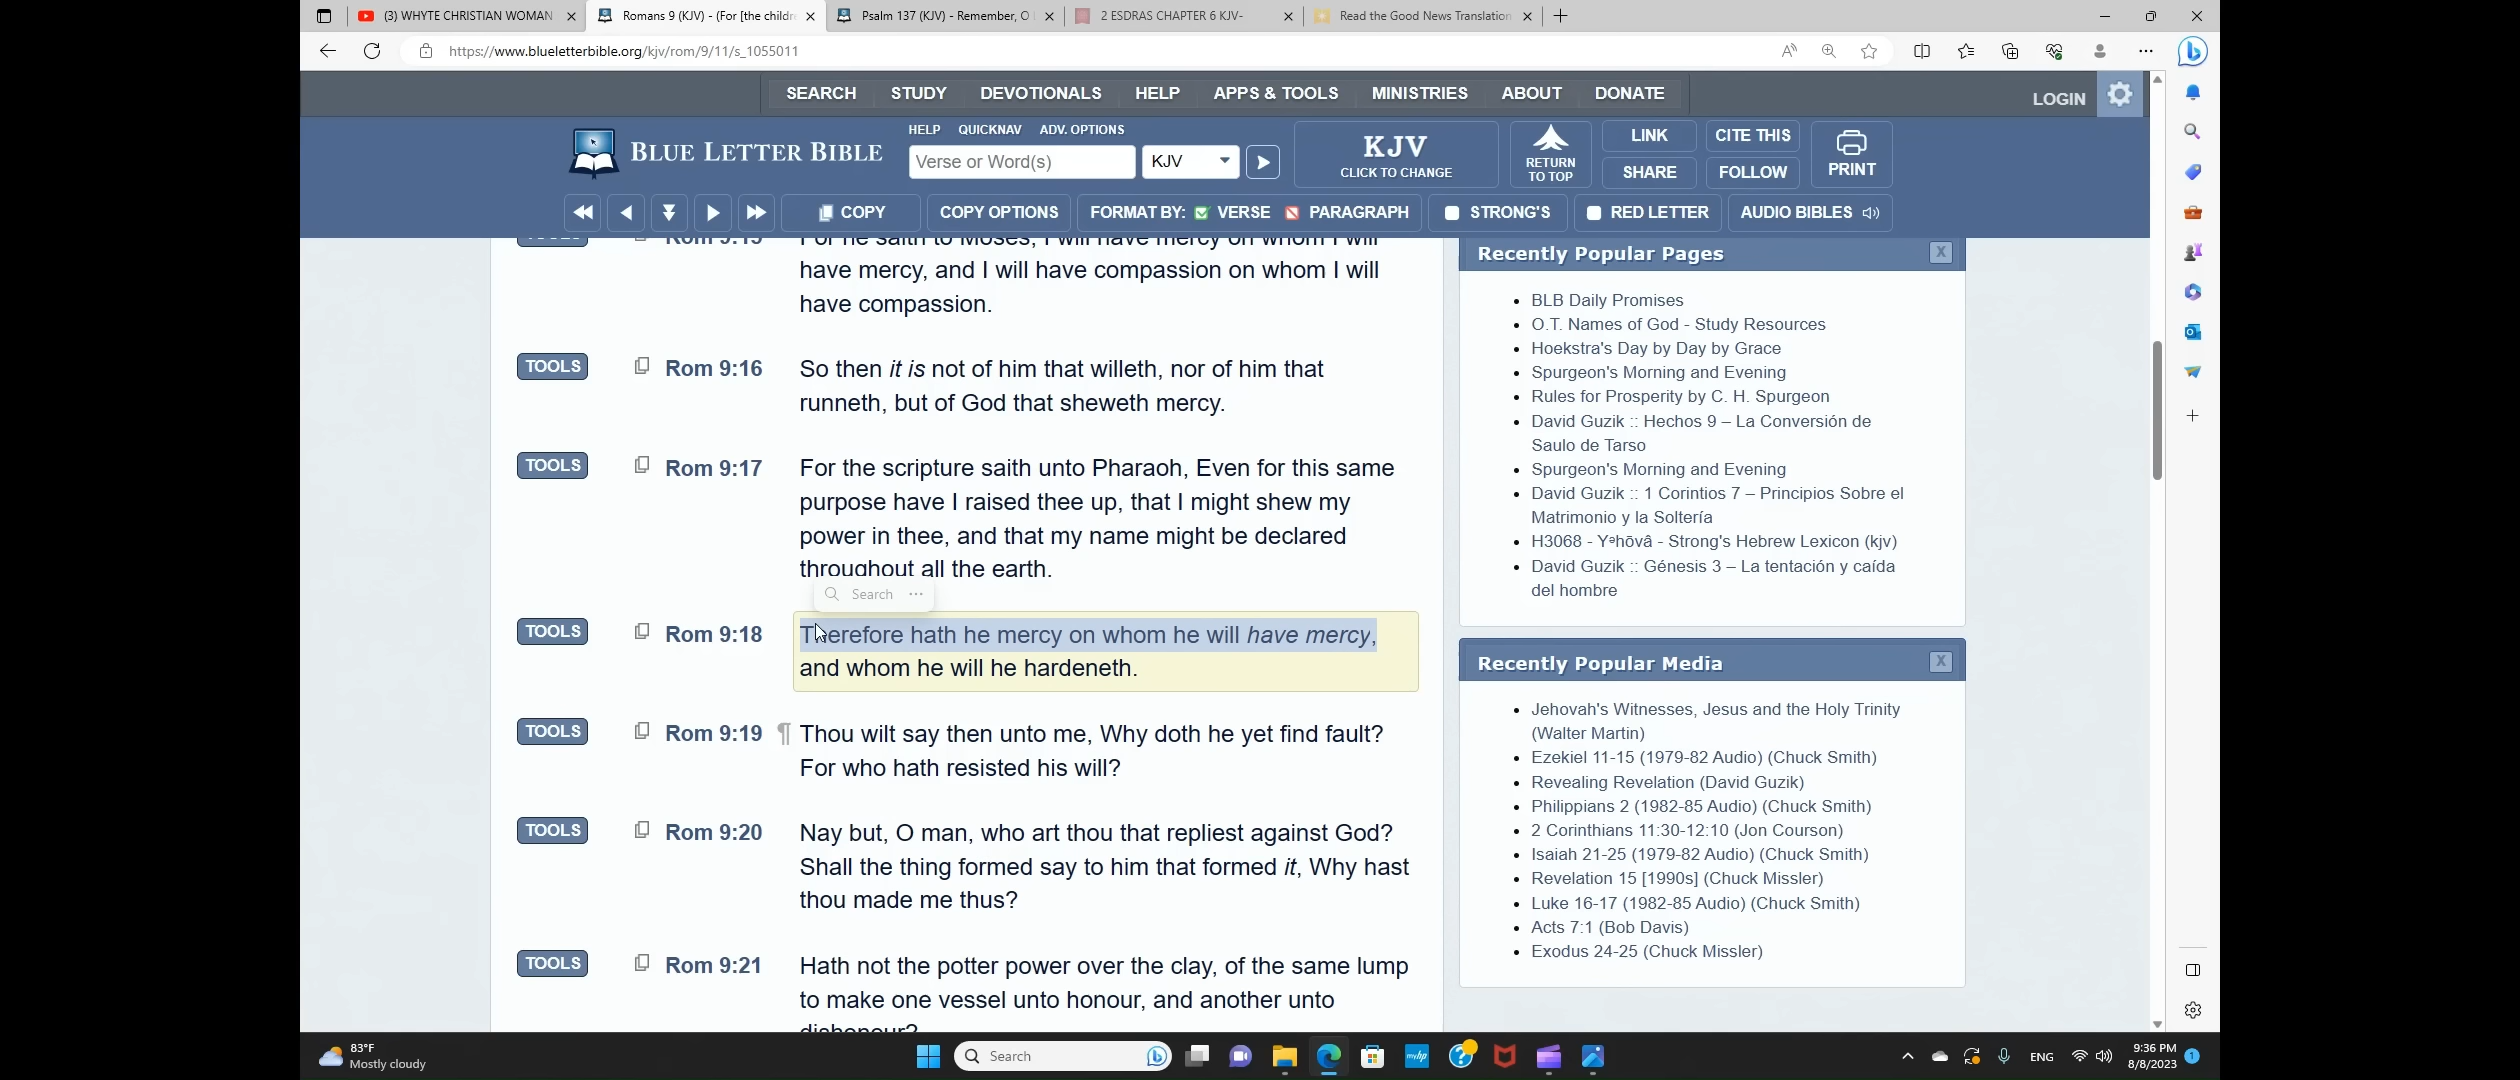 (3) WHYTE CHRISTIAN WOMAN
Romans 9 (KJV) - (For [the childr
Psalm 137 (KJV) - Remember, O
2 ESDRAS CHAPTER 6 KJV-
Read the Good News Translation
https://www.blueletterbible.org/kjv/rom/9/11/s_1055011
SEARCH STUDY DEVOTIONALS HELP APPS & TOOLS MINISTRIES ABOUT DONATE
LOGIN
BLUE LETTER BIBLE
HELP QUICKNAV ADV. OPTIONS
Verse or Word(s)
KJV
KJV
CLICK TO CHANGE
RETURN
TO TOP
LINK
CITE THIS
SHARE
FOLLOW
PRINT
COPY
COPY OPTIONS
FORMAT BY: VERSE PARAGRAPH
STRONG'S
RED LETTER
AUDIO BIBLES
TOOLS Rom 9:15 For he saith to Moses, I will have mercy on whom I will
have mercy, and I will have compassion on whom I will
have compassion.
TOOLS Rom 9:16 So then it is not of him that willeth, nor of him that
runneth, but of God that sheweth mercy.
TOOLS Rom 9:17 For the scripture saith unto Pharaoh, Even for this same
purpose have I raised thee up, that I might shew my
power in thee, and that my name might be declared
throughout all the earth.
Search ···
TOOLS Rom 9:18 Therefore hath he mercy on whom he will have mercy,
and whom he will he hardeneth.
TOOLS Rom 9:19 ¶ Thou wilt say then unto me, Why doth he yet find fault?
For who hath resisted his will?
TOOLS Rom 9:20 Nay but, O man, who art thou that repliest against God?
Shall the thing formed say to him that formed it, Why hast
thou made me thus?
TOOLS Rom 9:21 Hath not the potter power over the clay, of the same lump
to make one vessel unto honour, and another unto
dishonour?
Recently Popular Pages
X
• BLB Daily Promises
• O.T. Names of God - Study Resources
• Hoekstra's Day by Day by Grace
• Spurgeon's Morning and Evening
• Rules for Prosperity by C. H. Spurgeon
• David Guzik :: Hechos 9 – La Conversión de
Saulo de Tarso
• Spurgeon's Morning and Evening
• David Guzik :: 1 Corintios 7 – Principios Sobre el
Matrimonio y la Soltería
• H3068 - Yᵊhōvâ - Strong's Hebrew Lexicon (kjv)
• David Guzik :: Génesis 3 – La tentación y caída
del hombre
Recently Popular Media
X
• Jehovah's Witnesses, Jesus and the Holy Trinity
(Walter Martin)
• Ezekiel 11-15 (1979-82 Audio) (Chuck Smith)
• Revealing Revelation (David Guzik)
• Philippians 2 (1982-85 Audio) (Chuck Smith)
• 2 Corinthians 11:30-12:10 (Jon Courson)
• Isaiah 21-25 (1979-82 Audio) (Chuck Smith)
• Revelation 15 [1990s] (Chuck Missler)
• Luke 16-17 (1982-85 Audio) (Chuck Smith)
• Acts 7:1 (Bob Davis)
• Exodus 24-25 (Chuck Missler)
83°F
Mostly cloudy
Search
myhp
ENG
9:36 PM
8/8/2023
1